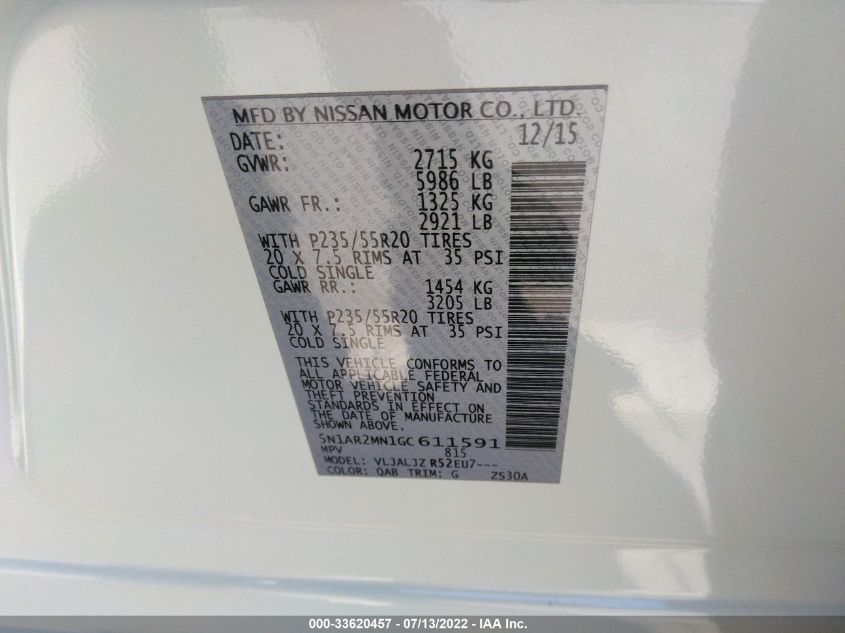 MFD BY NISSAN MOTOR CO., LTD.
DATE: 12/15
GVWR: 2715 KG
5986 LB
GAWR FR.: 1325 KG
2921 LB
WITH P235/55R20 TIRES
20 X 7.5 RIMS AT 35 PSI
COLD SINGLE
GAWR RR.: 1454 KG
3205 LB
WITH P235/55R20 TIRES
20 X 7.5 RIMS AT 35 PSI
COLD SINGLE
THIS VEHICLE CONFORMS TO
ALL APPLICABLE FEDERAL
MOTOR VEHICLE SAFETY AND
THEFT PREVENTION
STANDARDS IN EFFECT ON
THE DATE OF MANUFACTURE
SHOWN ABOVE.
5N1AR2MN1GC611591
MPV 815
MODEL: VLJALJZ R52EU7---
COLOR: QAB TRIM: G ZS30A
000-33620457 - 07/13/2022 - IAA Inc.